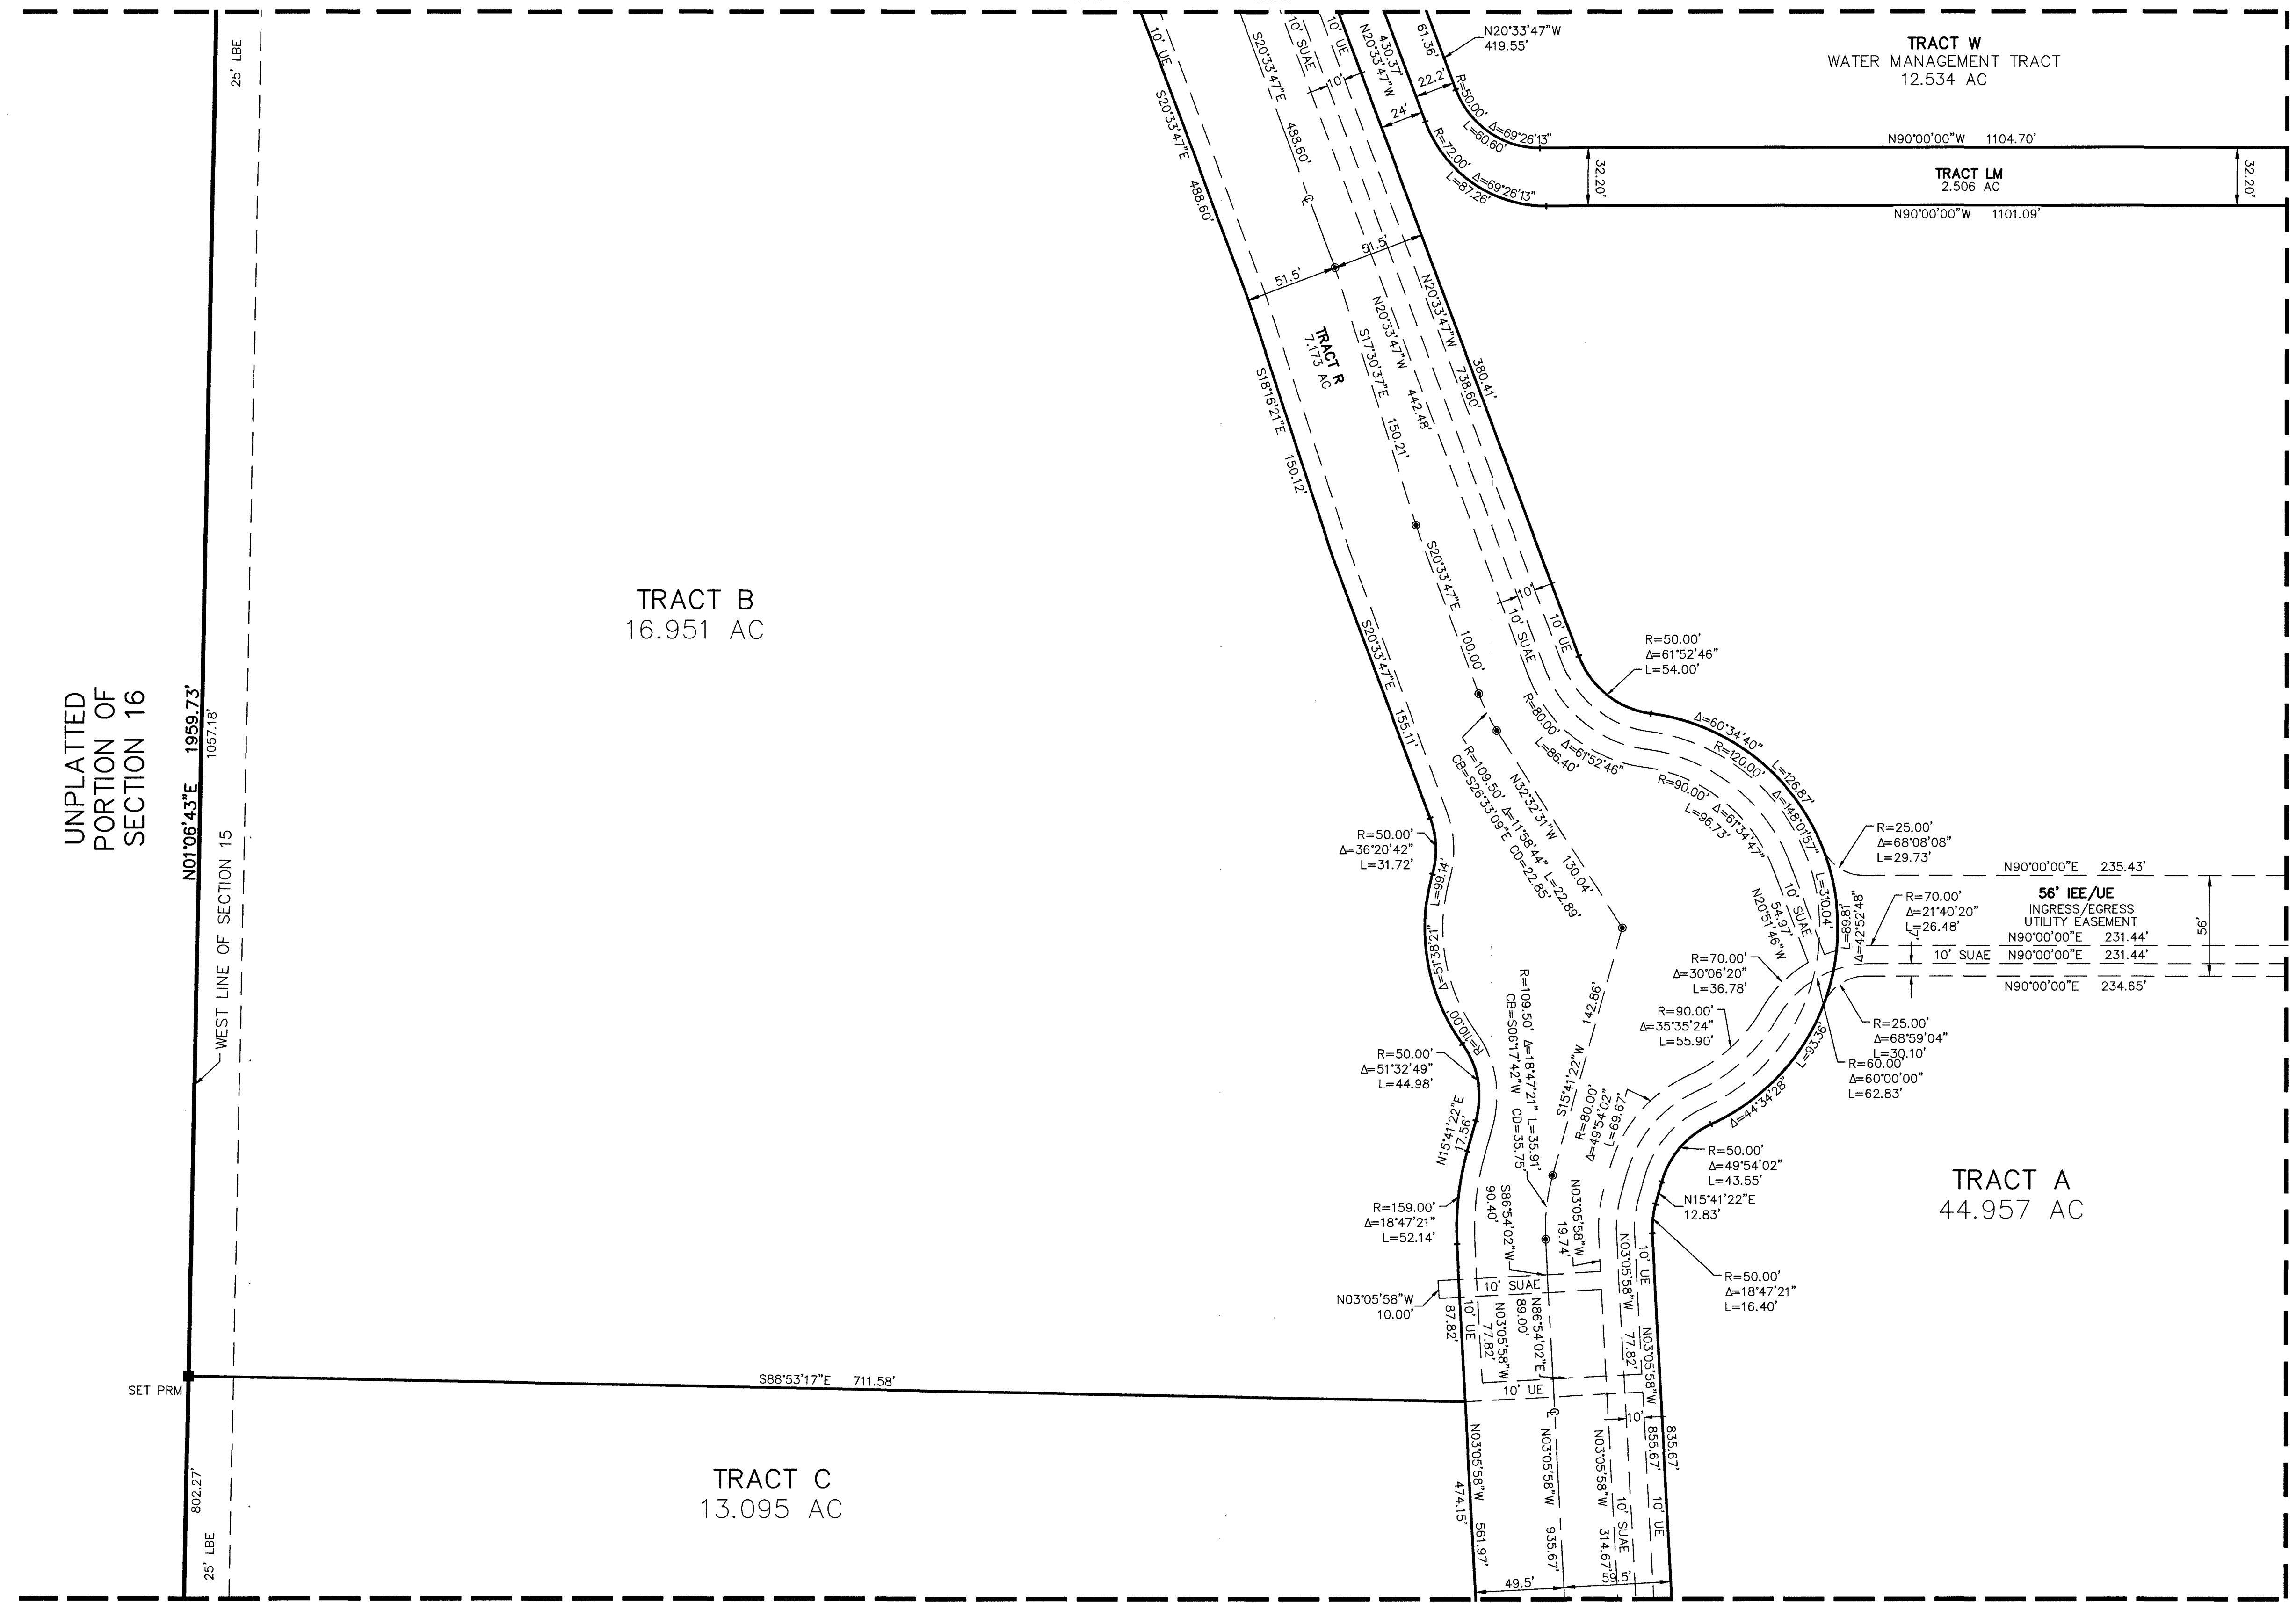 25' LBE
10' UE
S20°33'47"E
488.60'
S20°33'47"E
488.60'
10' SUAE
10' UE
10'
N20°33'47"W
430.37'
61.36'
N20°33'47"W
419.55'
22.2'
24'
R=50.00'
Δ=69°26'13"
L=60.60'
R=72.00'
Δ=69°26'13"
L=87.26'
TRACT W
WATER MANAGEMENT TRACT
12.534 AC
N90°00'00"W 1104.70'
32.20'
TRACT LM
2.506 AC
32.20'
N90°00'00"W 1101.09'
51.5'
51.5'
TRACT R
7.173 AC
S17°30'37"E
150.21'
N20°33'47"W
442.48'
N20°33'47"W
380.41'
738.60'
S18°16'21"E
150.12'
TRACT B
16.951 AC
UNPLATTED
PORTION OF
SECTION 16
N01°06'43"E 1959.73'
1057.18'
WEST LINE OF SECTION 15
S20°33'47"E
100.00'
S20°33'47"E
155.11'
10'
10' SUAE
10' UE
R=50.00'
Δ=61°52'46"
L=54.00'
R=80.00' Δ=61°52'46"
L=86.40'
Δ=60°34'40"
L=126.87'
R=120.00'
Δ=148°01'57"
L=310.04'
R=90.00'
Δ=61°34'47"
L=96.73'
R=109.50' Δ=11°58'44" L=22.89'
CB=S26°33'09"E CD=22.85'
N32°32'31"W
130.04'
R=50.00'
Δ=36°20'42"
L=31.72'
L=99.14'
Δ=51°38'21"
R=110.00'
R=25.00'
Δ=68°08'08"
L=29.73'
N90°00'00"E 235.43'
56' IEE/UE
INGRESS/EGRESS
UTILITY EASEMENT
56'
R=70.00'
Δ=21°40'20"
L=26.48'
N90°00'00"E 231.44'
10' SUAE
N90°00'00"E 231.44'
7'
N90°00'00"E 234.65'
10' SUAE
54.97'
N20°51'46"W
L=89.81'
Δ=42°52'48"
R=70.00'
Δ=30°06'20"
L=36.78'
R=90.00'
Δ=35°35'24"
L=55.90'
R=25.00'
Δ=68°59'04"
L=30.10'
R=60.00'
Δ=60°00'00"
L=62.83'
L=93.36'
Δ=44°34'28"
R=109.50' Δ=18°47'21" L=35.91'
CB=S06°17'42"W CD=35.75'
S15°41'22"W
142.86'
R=80.00'
Δ=49°54'02"
L=69.67'
R=50.00'
Δ=51°32'49"
L=44.98'
N15°41'22"E
17.56'
R=50.00'
Δ=49°54'02"
L=43.55'
N15°41'22"E
12.83'
TRACT A
44.957 AC
R=159.00'
Δ=18°47'21"
L=52.14'
S86°54'02"W
90.40'
N03°05'58"W
19.74'
R=50.00'
Δ=18°47'21"
L=16.40'
N03°05'58"W
10.00'
10' SUAE
87.82'
10' UE
N03°05'58"W
77.82'
N86°54'02"E
89.00'
10' UE
N03°05'58"W
77.82'
10' UE
N03°05'58"W
SET PRM
S88°53'17"E 711.58'
10'
835.67'
855.67'
TRACT C
13.095 AC
802.27'
25' LBE
N03°05'58"W
474.15'
561.97'
N03°05'58"W
935.67'
N03°05'58"W
314.67'
10' SUAE
10' UE
49.5'
59.5'